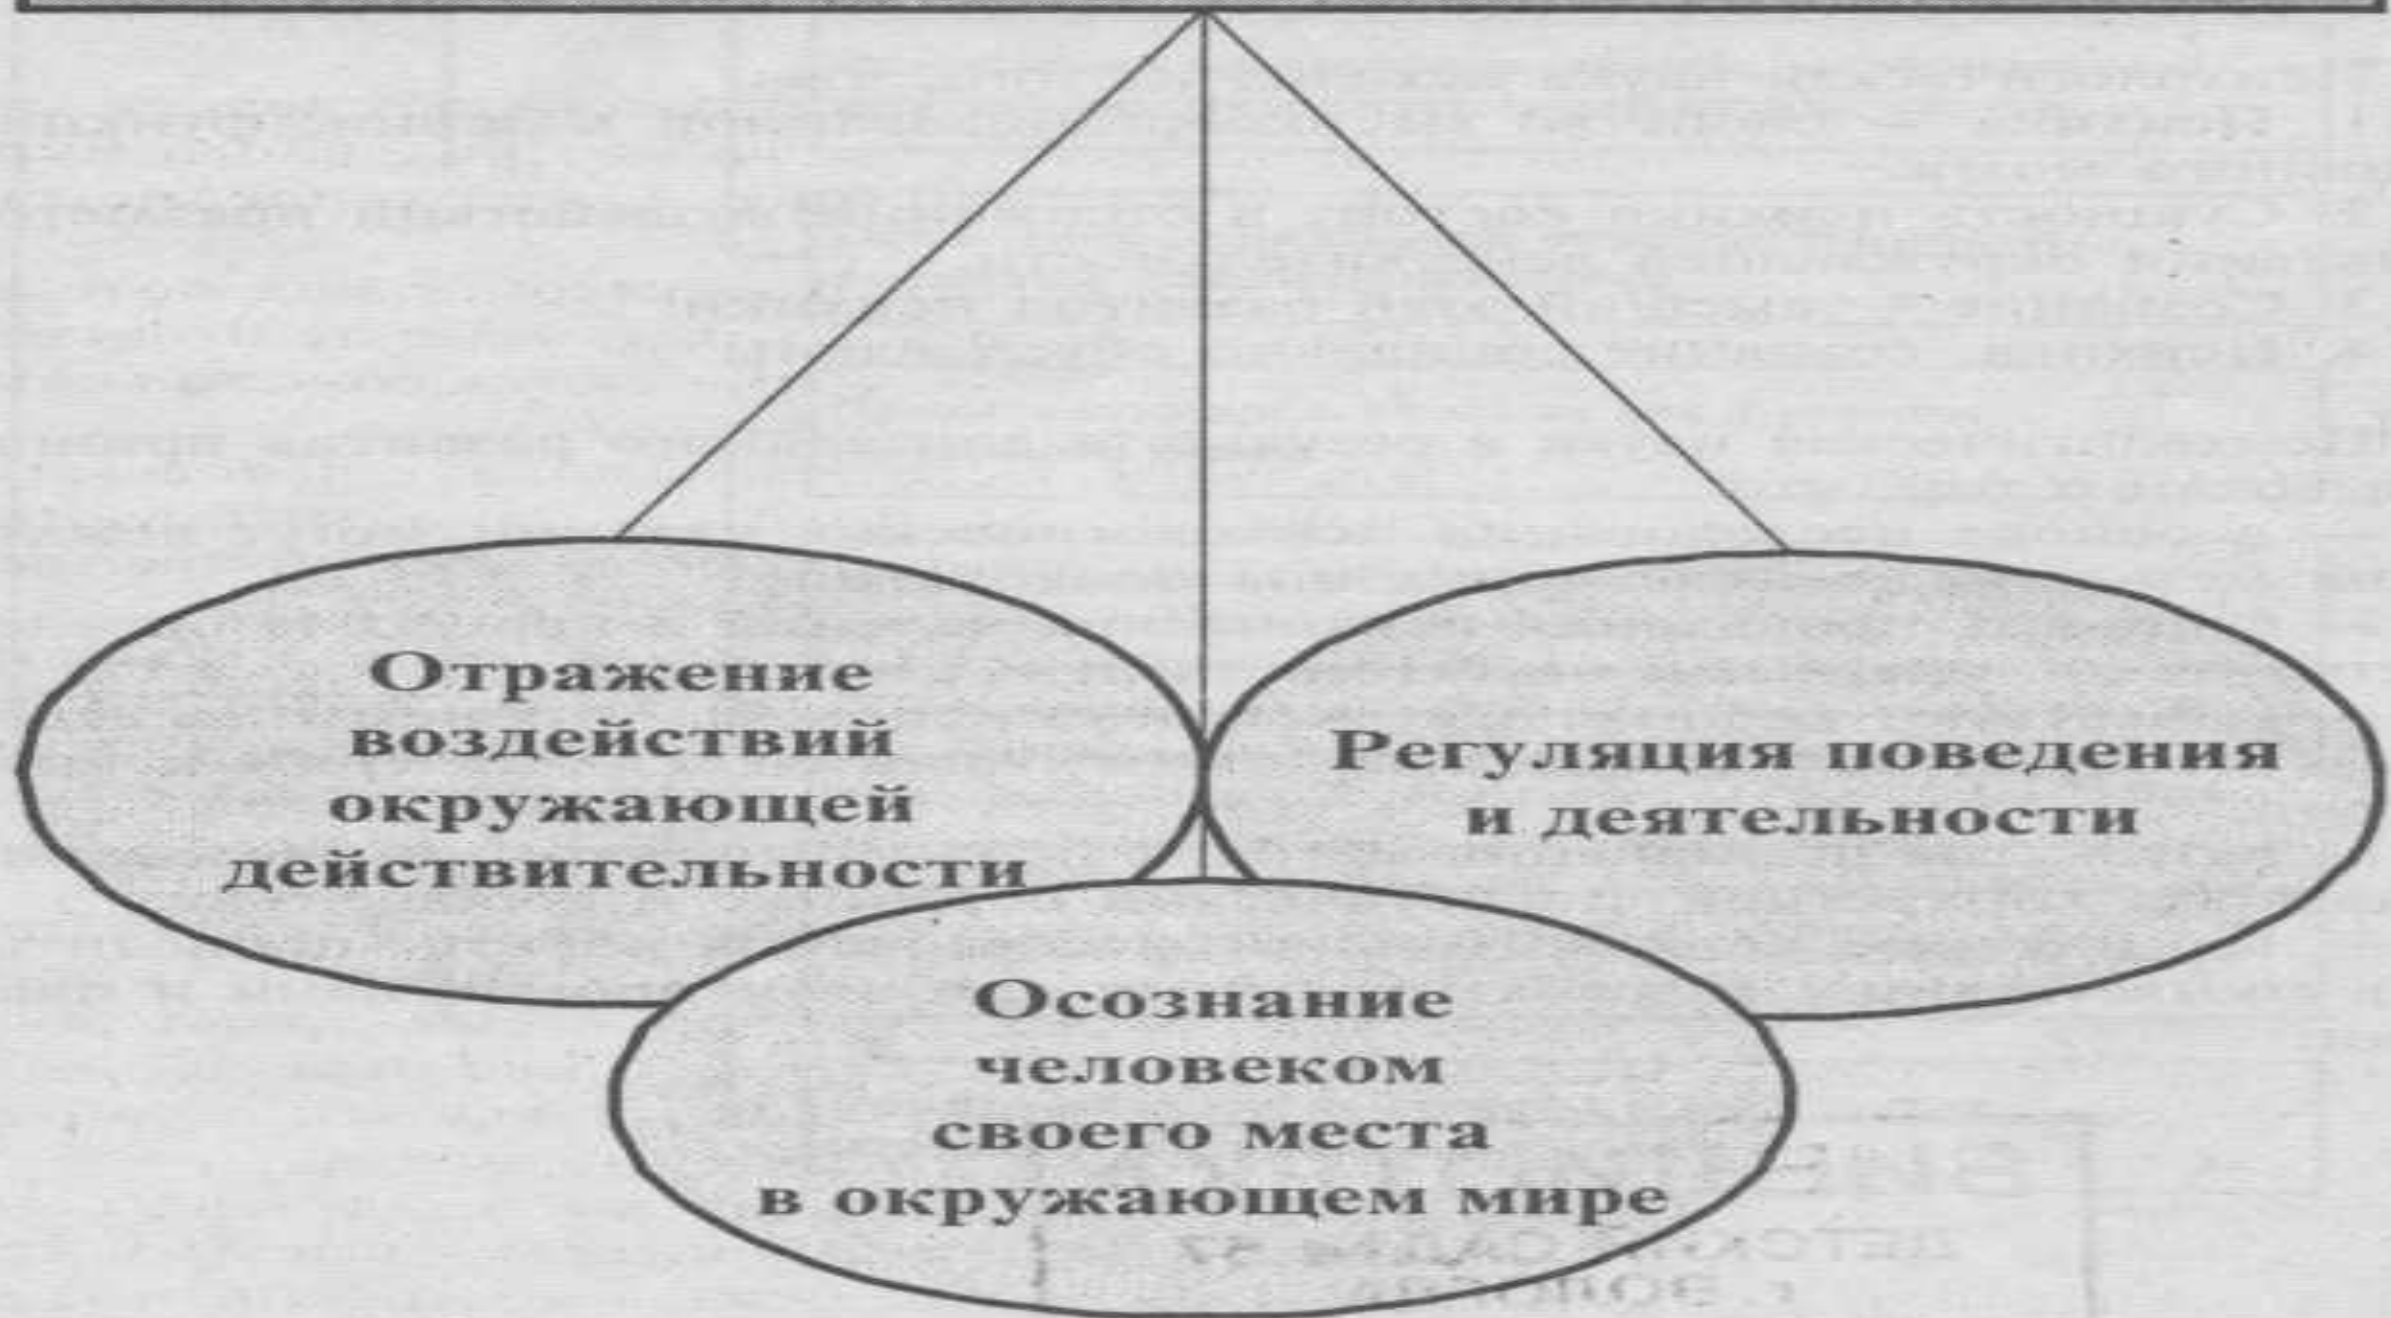 Отражение
воздействий
окружающей
действительности
Регуляция поведения
и деятельности
Осознание
человеком
своего места
в окружающем мире